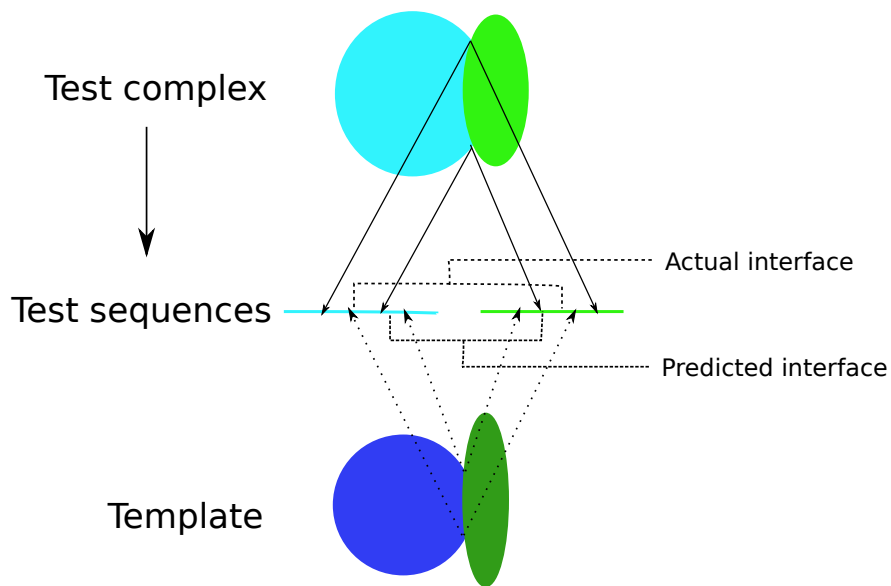 Test complex
Actual interface
Test sequences
Predicted interface
Template